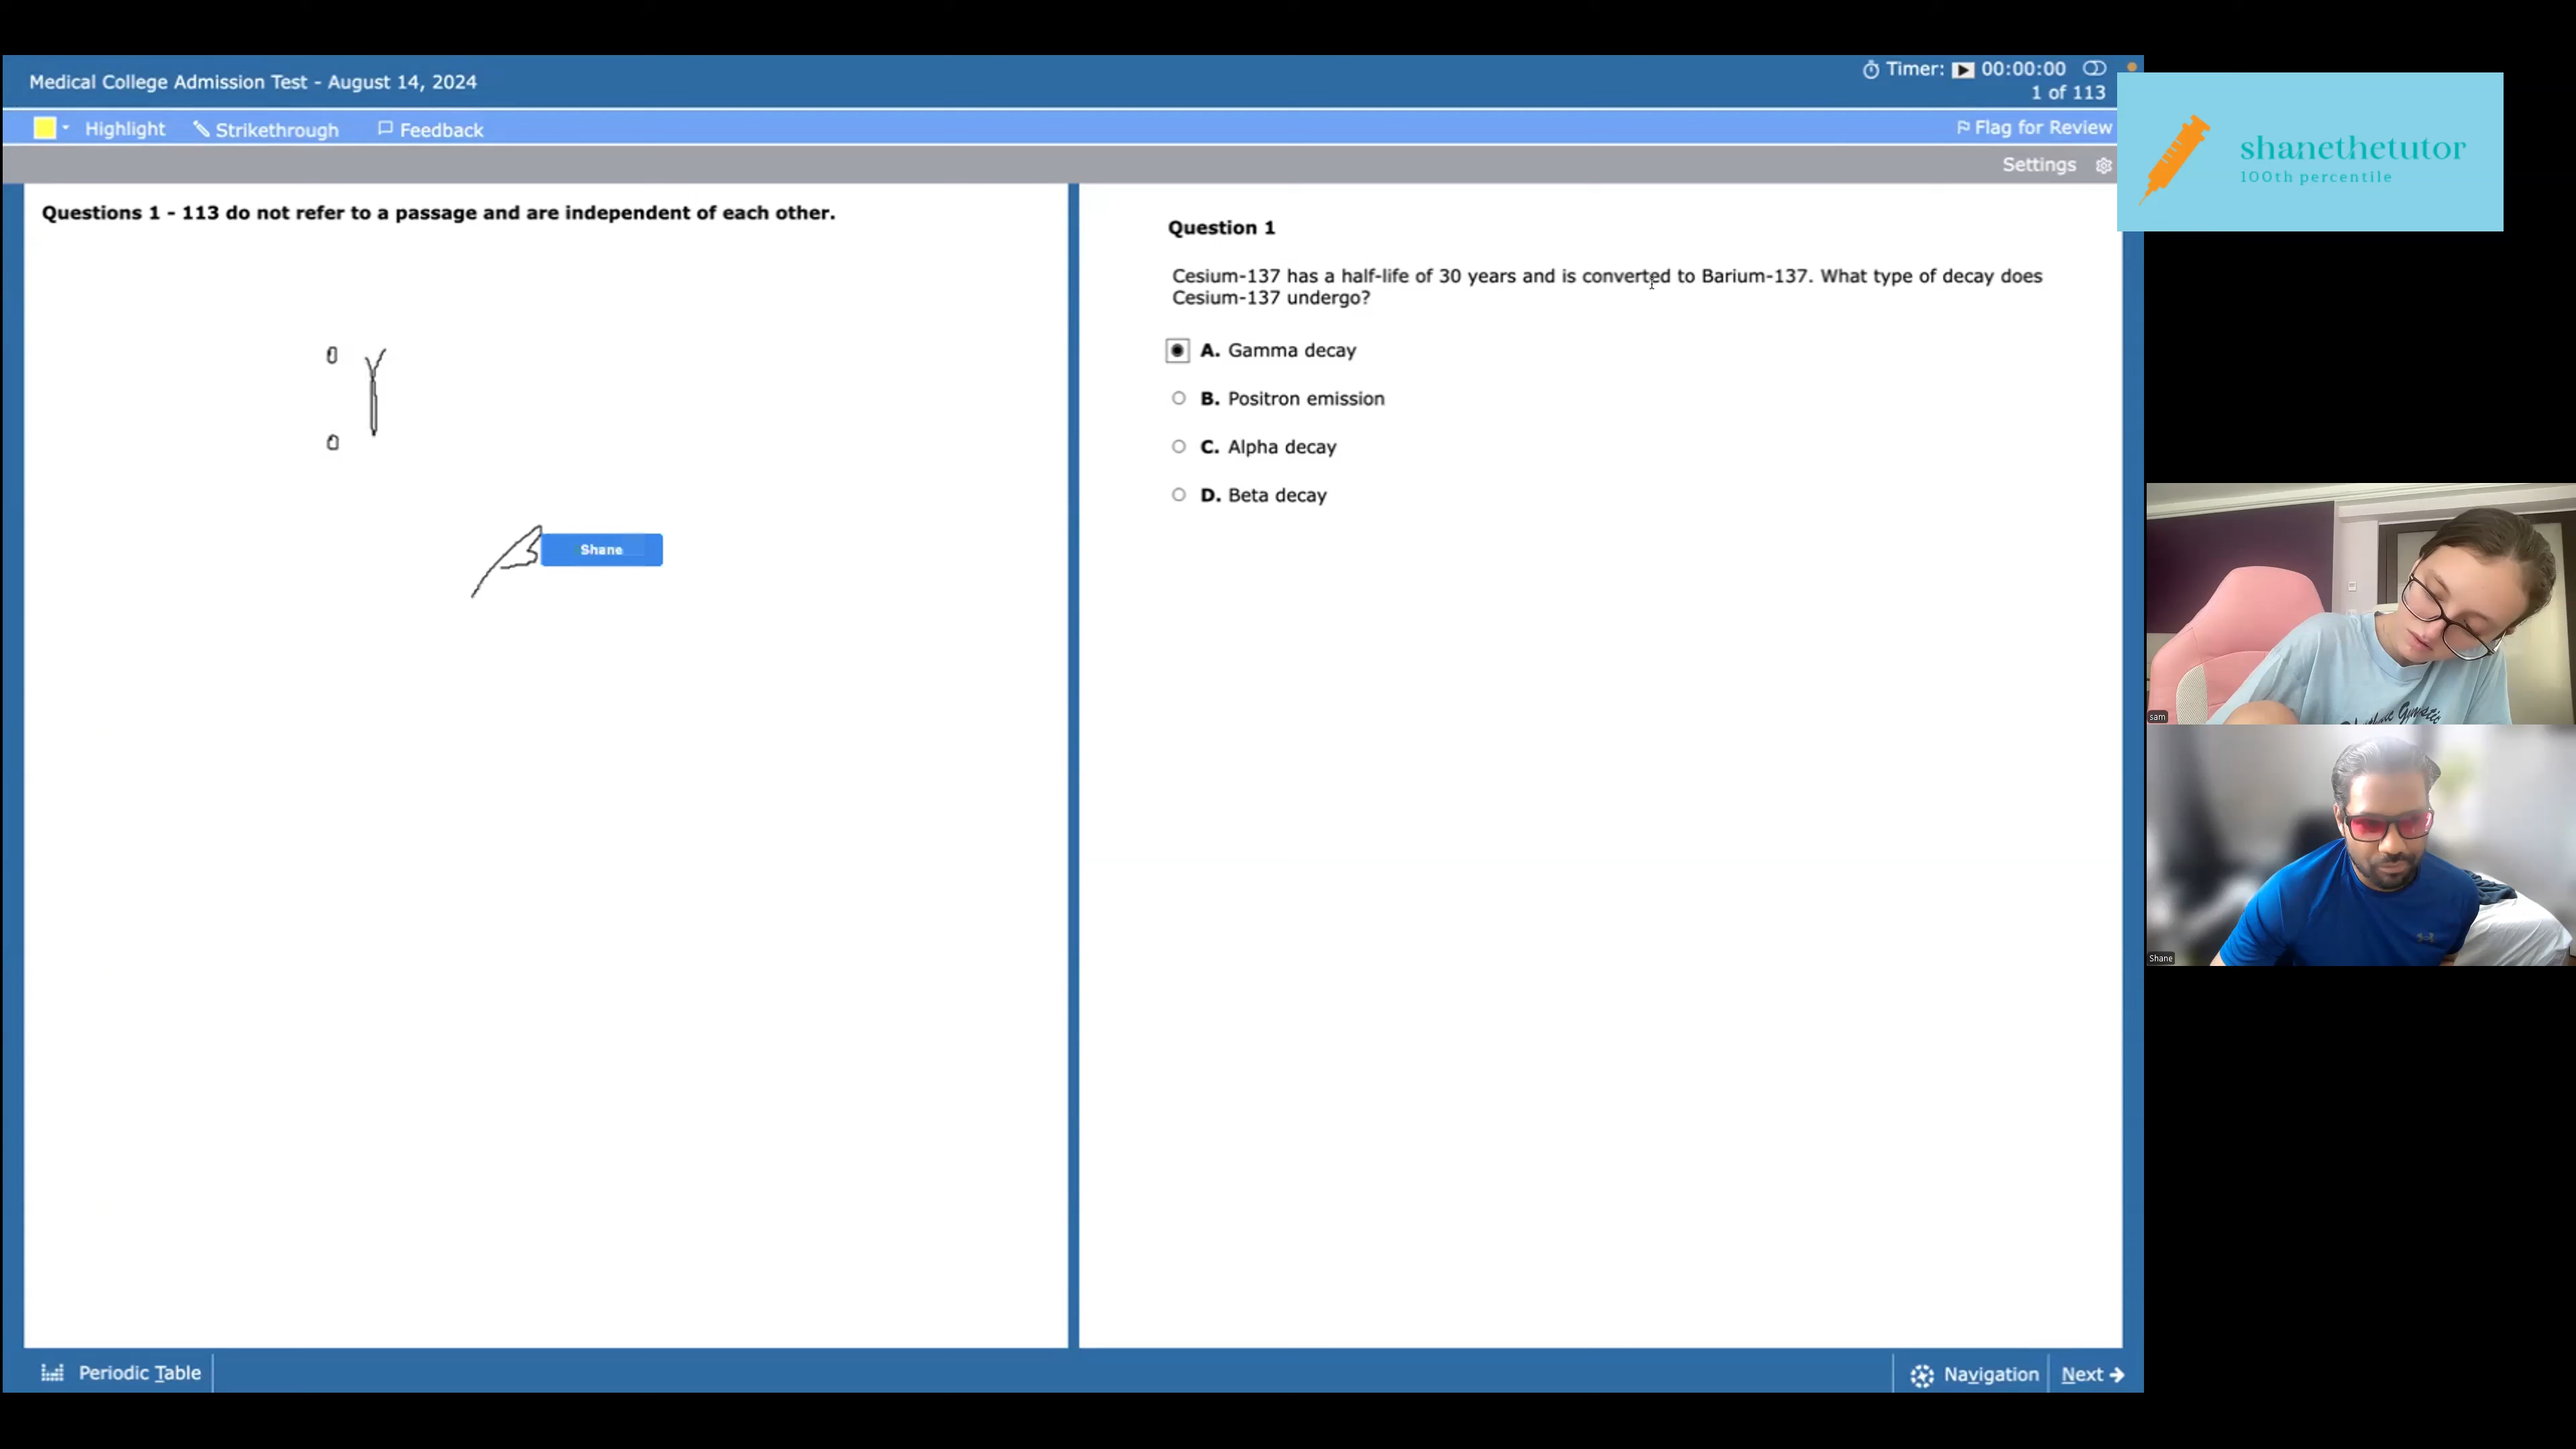 Medical College Admission Test - August 14, 2024
Timer: 00:00:00
1 of 113
Highlight Strikethrough Feedback
Flag for Review
Settings
shanethetutor
100th percentile
Questions 1 - 113 do not refer to a passage and are independent of each other.
0 γ
0
Shane
Question 1
Cesium-137 has a half-life of 30 years and is converted to Barium-137. What type of decay does
Cesium-137 undergo?
A. Gamma decay
B. Positron emission
C. Alpha decay
D. Beta decay
sam
Shane
Periodic Table
Navigation
Next